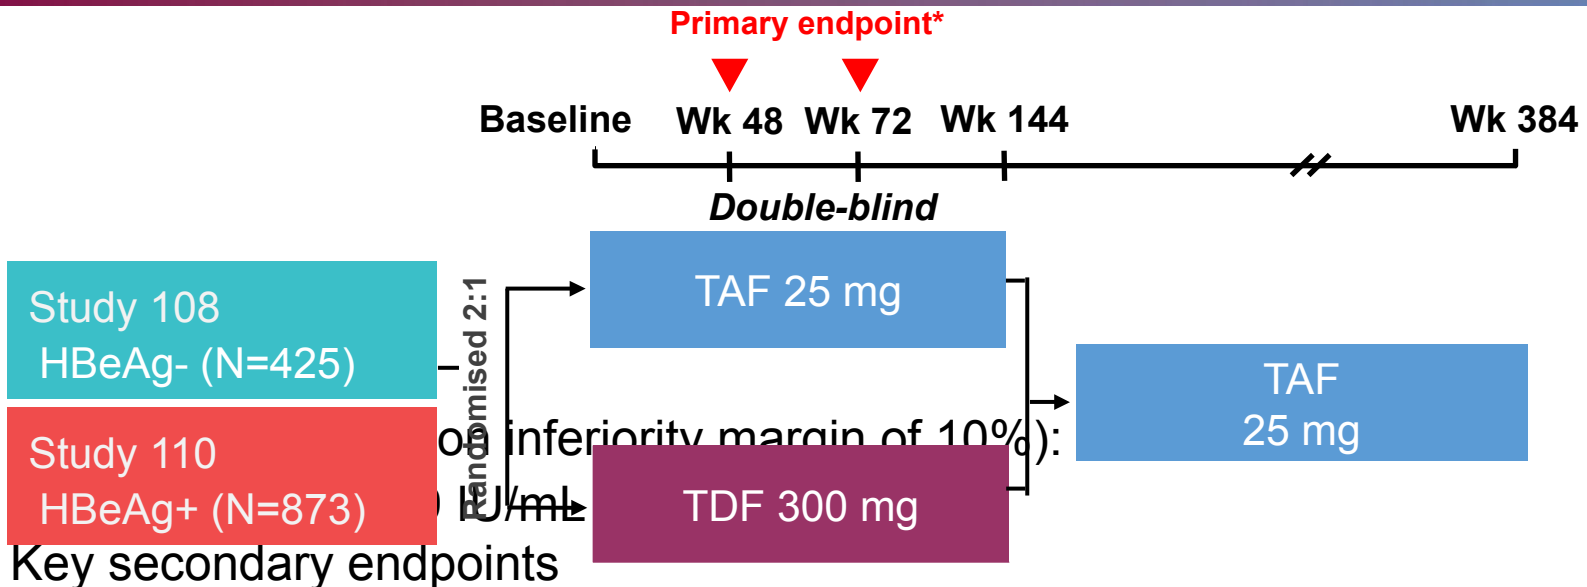 Primary endpoint*
Baseline Wk 48 Wk 72 Wk 144 Wk 384
Double-blind
Study 108
HBeAg- (N=425)
Study 110
HBeAg+ (N=873)
Randomised 2:1
TAF 25 mg
TDF 300 mg
TAF
25 mg
inferiority margin of 10%):
IU/mL
Key secondary endpoints